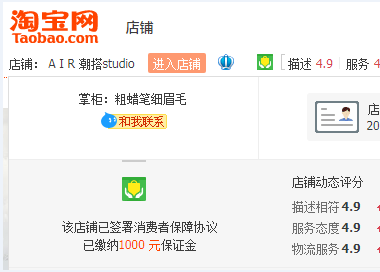 淘宝网
Taobao.com
店铺
店铺： A I R 潮搭studio 进入店铺 描述 4.9 服务 4
掌柜：粗蜡笔细眉毛
和我联系
店
20
该店铺已签署消费者保障协议
已缴纳1000 元保证金
店铺动态评分
描述相符 4.9
服务态度 4.9
物流服务 4.9